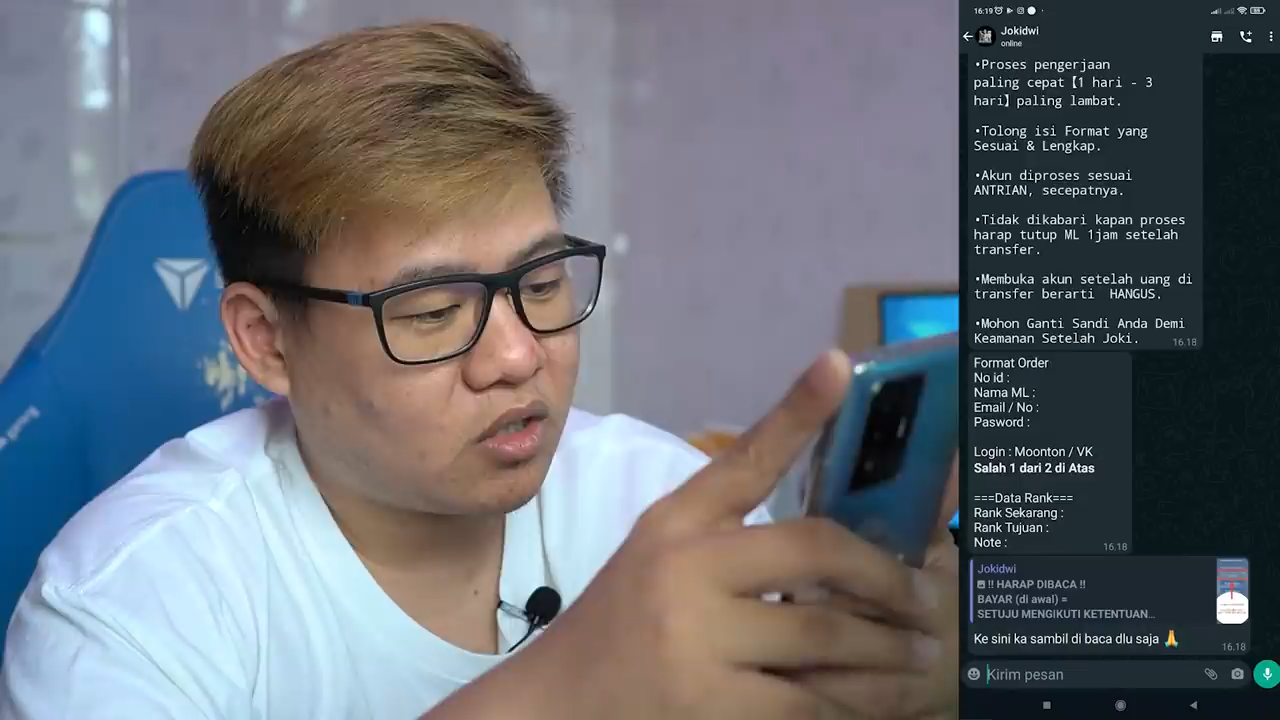 16:19
Jokidwi
online
•Proses pengerjaan
paling cepat【1 hari - 3
hari】paling lambat.
•Tolong isi Format yang
Sesuai & Lengkap.
•Akun diproses sesuai
ANTRIAN, secepatnya.
•Tidak dikabari kapan proses
harap tutup ML 1jam setelah
transfer.
•Membuka akun setelah uang di
transfer berarti  HANGUS.
•Mohon Ganti Sandi Anda Demi
Keamanan Setelah Joki.
16.18
Format Order
No id :
Nama ML :
Email / No :
Pasword :
Login : Moonton / VK
Salah 1 dari 2 di Atas
===Data Rank===
Rank Sekarang :
Rank Tujuan :
Note :
16.18
Jokidwi
!! HARAP DIBACA !!
BAYAR (di awal) =
SETUJU MENGIKUTI KETENTUAN...
Ke sini ka sambil di baca dlu saja 🙏
16.18
Kirim pesan